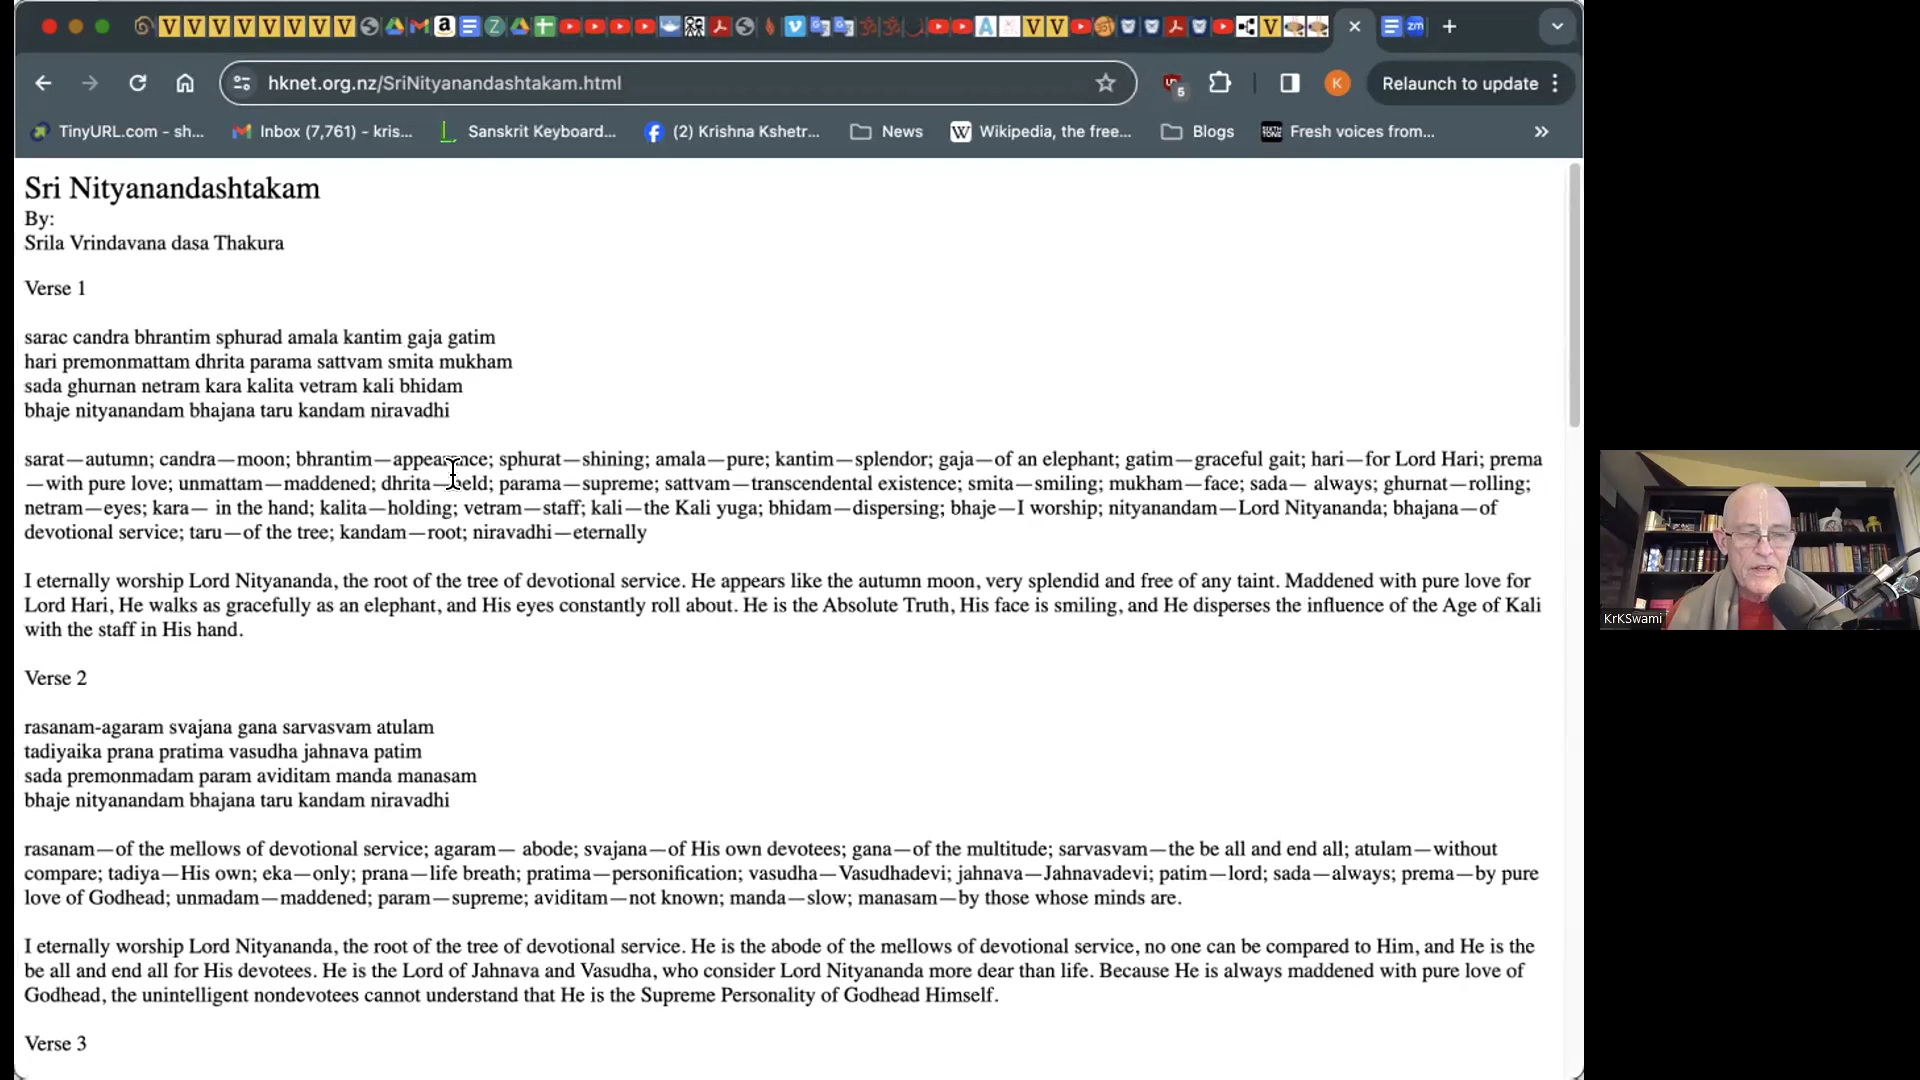 hknet.org.nz/SriNityanandashtakam.html
5
K
Relaunch to update
TinyURL.com - sh...
Inbox (7,761) - kris...
Sanskrit Keyboard...
(2) Krishna Kshetr...
News
Wikipedia, the free...
Blogs
Fresh voices from...
Sri Nityanandashtakam
By:
Srila Vrindavana dasa Thakura
Verse 1
sarac candra bhrantim sphurad amala kantim gaja gatim
hari premonmattam dhrita parama sattvam smita mukham
sada ghurnan netram kara kalita vetram kali bhidam
bhaje nityanandam bhajana taru kandam niravadhi
sarat—autumn; candra—moon; bhrantim—appearance; sphurat—shining; amala—pure; kantim—splendor; gaja—of an elephant; gatim—graceful gait; hari—for Lord Hari; prema
—with pure love; unmattam—maddened; dhrita—held; parama—supreme; sattvam—transcendental existence; smita—smiling; mukham—face; sada— always; ghurnat—rolling;
netram—eyes; kara— in the hand; kalita—holding; vetram—staff; kali—the Kali yuga; bhidam—dispersing; bhaje—I worship; nityanandam—Lord Nityananda; bhajana—of
devotional service; taru—of the tree; kandam—root; niravadhi—eternally
I eternally worship Lord Nityananda, the root of the tree of devotional service. He appears like the autumn moon, very splendid and free of any taint. Maddened with pure love for
Lord Hari, He walks as gracefully as an elephant, and His eyes constantly roll about. He is the Absolute Truth, His face is smiling, and He disperses the influence of the Age of Kali
with the staff in His hand.
Verse 2
rasanam-agaram svajana gana sarvasvam atulam
tadiyaika prana pratima vasudha jahnava patim
sada premonmadam param aviditam manda manasam
bhaje nityanandam bhajana taru kandam niravadhi
rasanam—of the mellows of devotional service; agaram— abode; svajana—of His own devotees; gana—of the multitude; sarvasvam—the be all and end all; atulam—without
compare; tadiya—His own; eka—only; prana—life breath; pratima—personification; vasudha—Vasudhadevi; jahnava—Jahnavadevi; patim—lord; sada—always; prema—by pure
love of Godhead; unmadam—maddened; param—supreme; aviditam—not known; manda—slow; manasam—by those whose minds are.
I eternally worship Lord Nityananda, the root of the tree of devotional service. He is the abode of the mellows of devotional service, no one can be compared to Him, and He is the
be all and end all for His devotees. He is the Lord of Jahnava and Vasudha, who consider Lord Nityananda more dear than life. Because He is always maddened with pure love of
Godhead, the unintelligent nondevotees cannot understand that He is the Supreme Personality of Godhead Himself.
Verse 3
KrKSwami